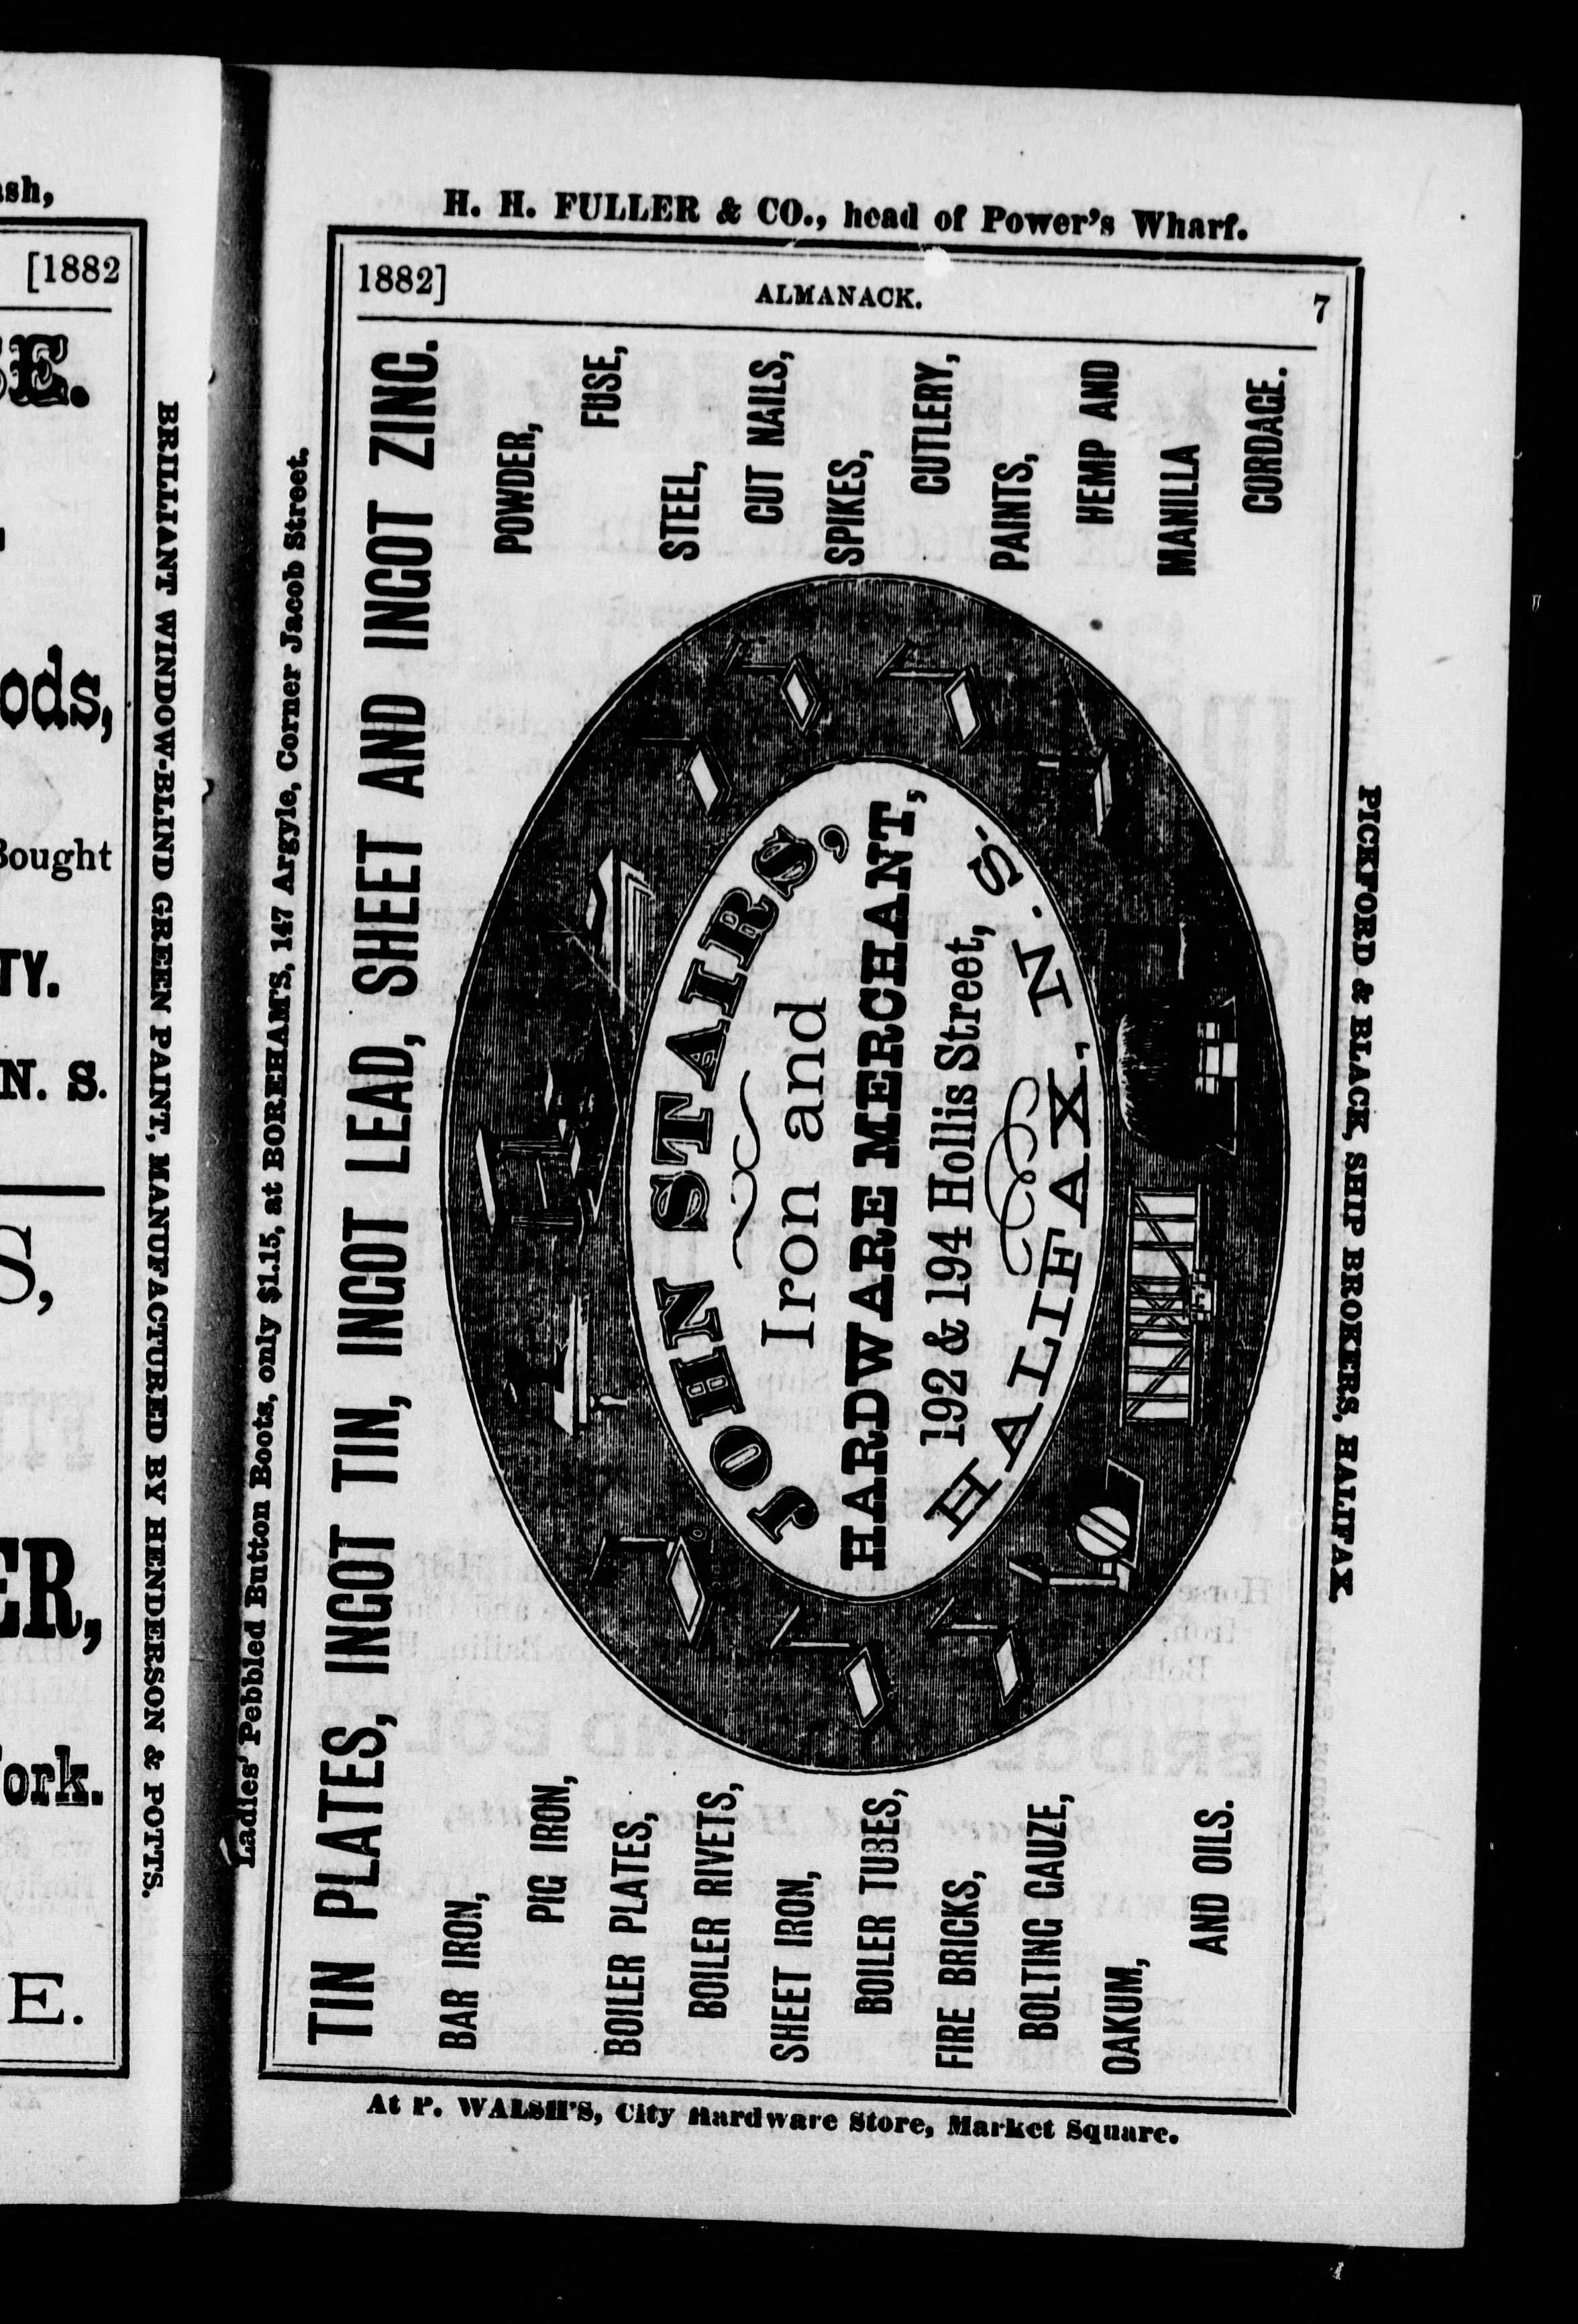 ash,
[1882
E.
ods,
Bought
TY.
N. S.
S,
ER,
ork.
E.
BRILLIANT WINDOW-BLIND GREEN PAINT, MANUFACTURED BY HENDERSON & POTTS.
H. H. FULLER & CO., head of Power's Wharf.
Ladies' Pebbled Button Boots, only $1.15, at BOREHAM'S, 147 Argyle, Corner Jacob Street.
1882] ALMANACK. 7
TIN PLATES, INGOT TIN, INGOT LEAD, SHEET AND INGOT ZINC.
BAR IRON,
PIG IRON,
BOILER PLATES,
BOILER RIVETS,
SHEET IRON,
BOILER TUBES,
FIRE BRICKS,
BOLTING GAUZE,
OAKUM,
AND OILS.
JOHN STAIRS,
Iron and
HARDWARE MERCHANT,
192 & 194 Hollis Street,
HALIFAX, N. S.
POWDER,
FUSE,
STEEL,
CUT NAILS,
SPIKES,
CUTLERY,
PAINTS,
HEMP AND
MANILLA
CORDAGE.
PICKFORD & BLACK, SHIP BROKERS, HALIFAX.
At P. WALSH'S, City Hardware Store, Market Square.